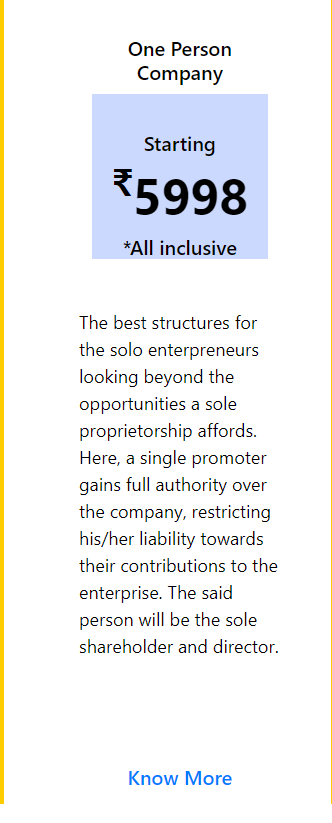 One Person
Company
Starting
₹5998
*All inclusive
The best structures for
the solo enterpreneurs
looking beyond the
opportunities a sole
proprietorship affords.
Here, a single promoter
gains full authority over
the company, restricting
his/her liability towards
their contributions to the
enterprise. The said
person will be the sole
shareholder and director.
Know More